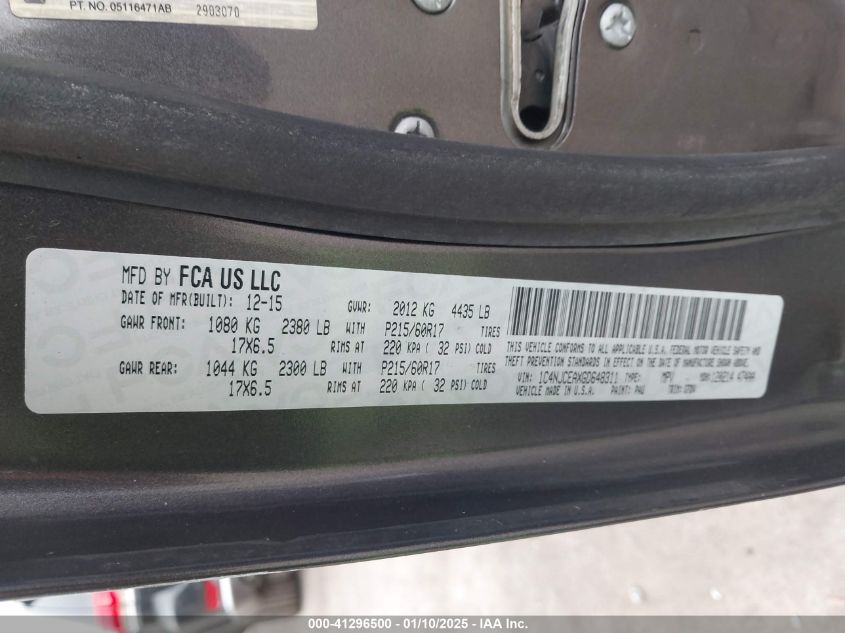 PT. NO. 05116471AB 2903070
MFD BY FCA US LLC
DATE OF MFR(BUILT): 12-15 GVWR: 2012 KG 4435 LB
GAWR FRONT: 1080 KG 2380 LB WITH P215/60R17 TIRES
17X6.5 RIMS AT 220 KPA ( 32 PSI) COLD
GAWR REAR: 1044 KG 2300 LB WITH P215/60R17 TIRES
17X6.5 RIMS AT 220 KPA ( 32 PSI) COLD
THIS VEHICLE CONFORMS TO ALL APPLICABLE U.S.A. FEDERAL MOTOR VEHICLE SAFETY AND
THEFT PREVENTION STANDARDS IN EFFECT ON THE DATE OF MANUFACTURE SHOWN ABOVE.
VIN: 1C4NJCEAXGD648311 TYPE: MPV MDH:
VEHICLE MADE IN U.S.A. PAINT: PAU TRIM:
000-41296500 - 01/10/2025 - IAA Inc.